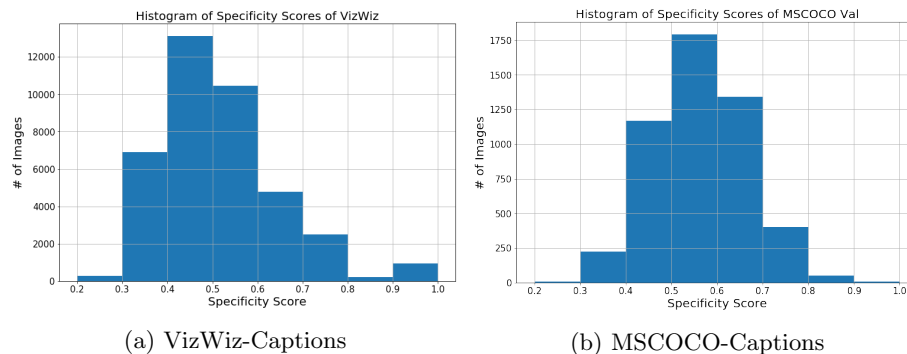 Histogram of Specificity Scores of VizWiz
12000
10000
8000
6000
4000
2000
0
# of Images
0.2 0.3 0.4 0.5 0.6 0.7 0.8 0.9 1.0
Specificity Score
(a) VizWiz-Captions
Histogram of Specificity Scores of MSCOCO Val
1750
1500
1250
1000
750
500
250
0
# of Images
0.2 0.3 0.4 0.5 0.6 0.7 0.8 0.9 1.0
Specificity Score
(b) MSCOCO-Captions